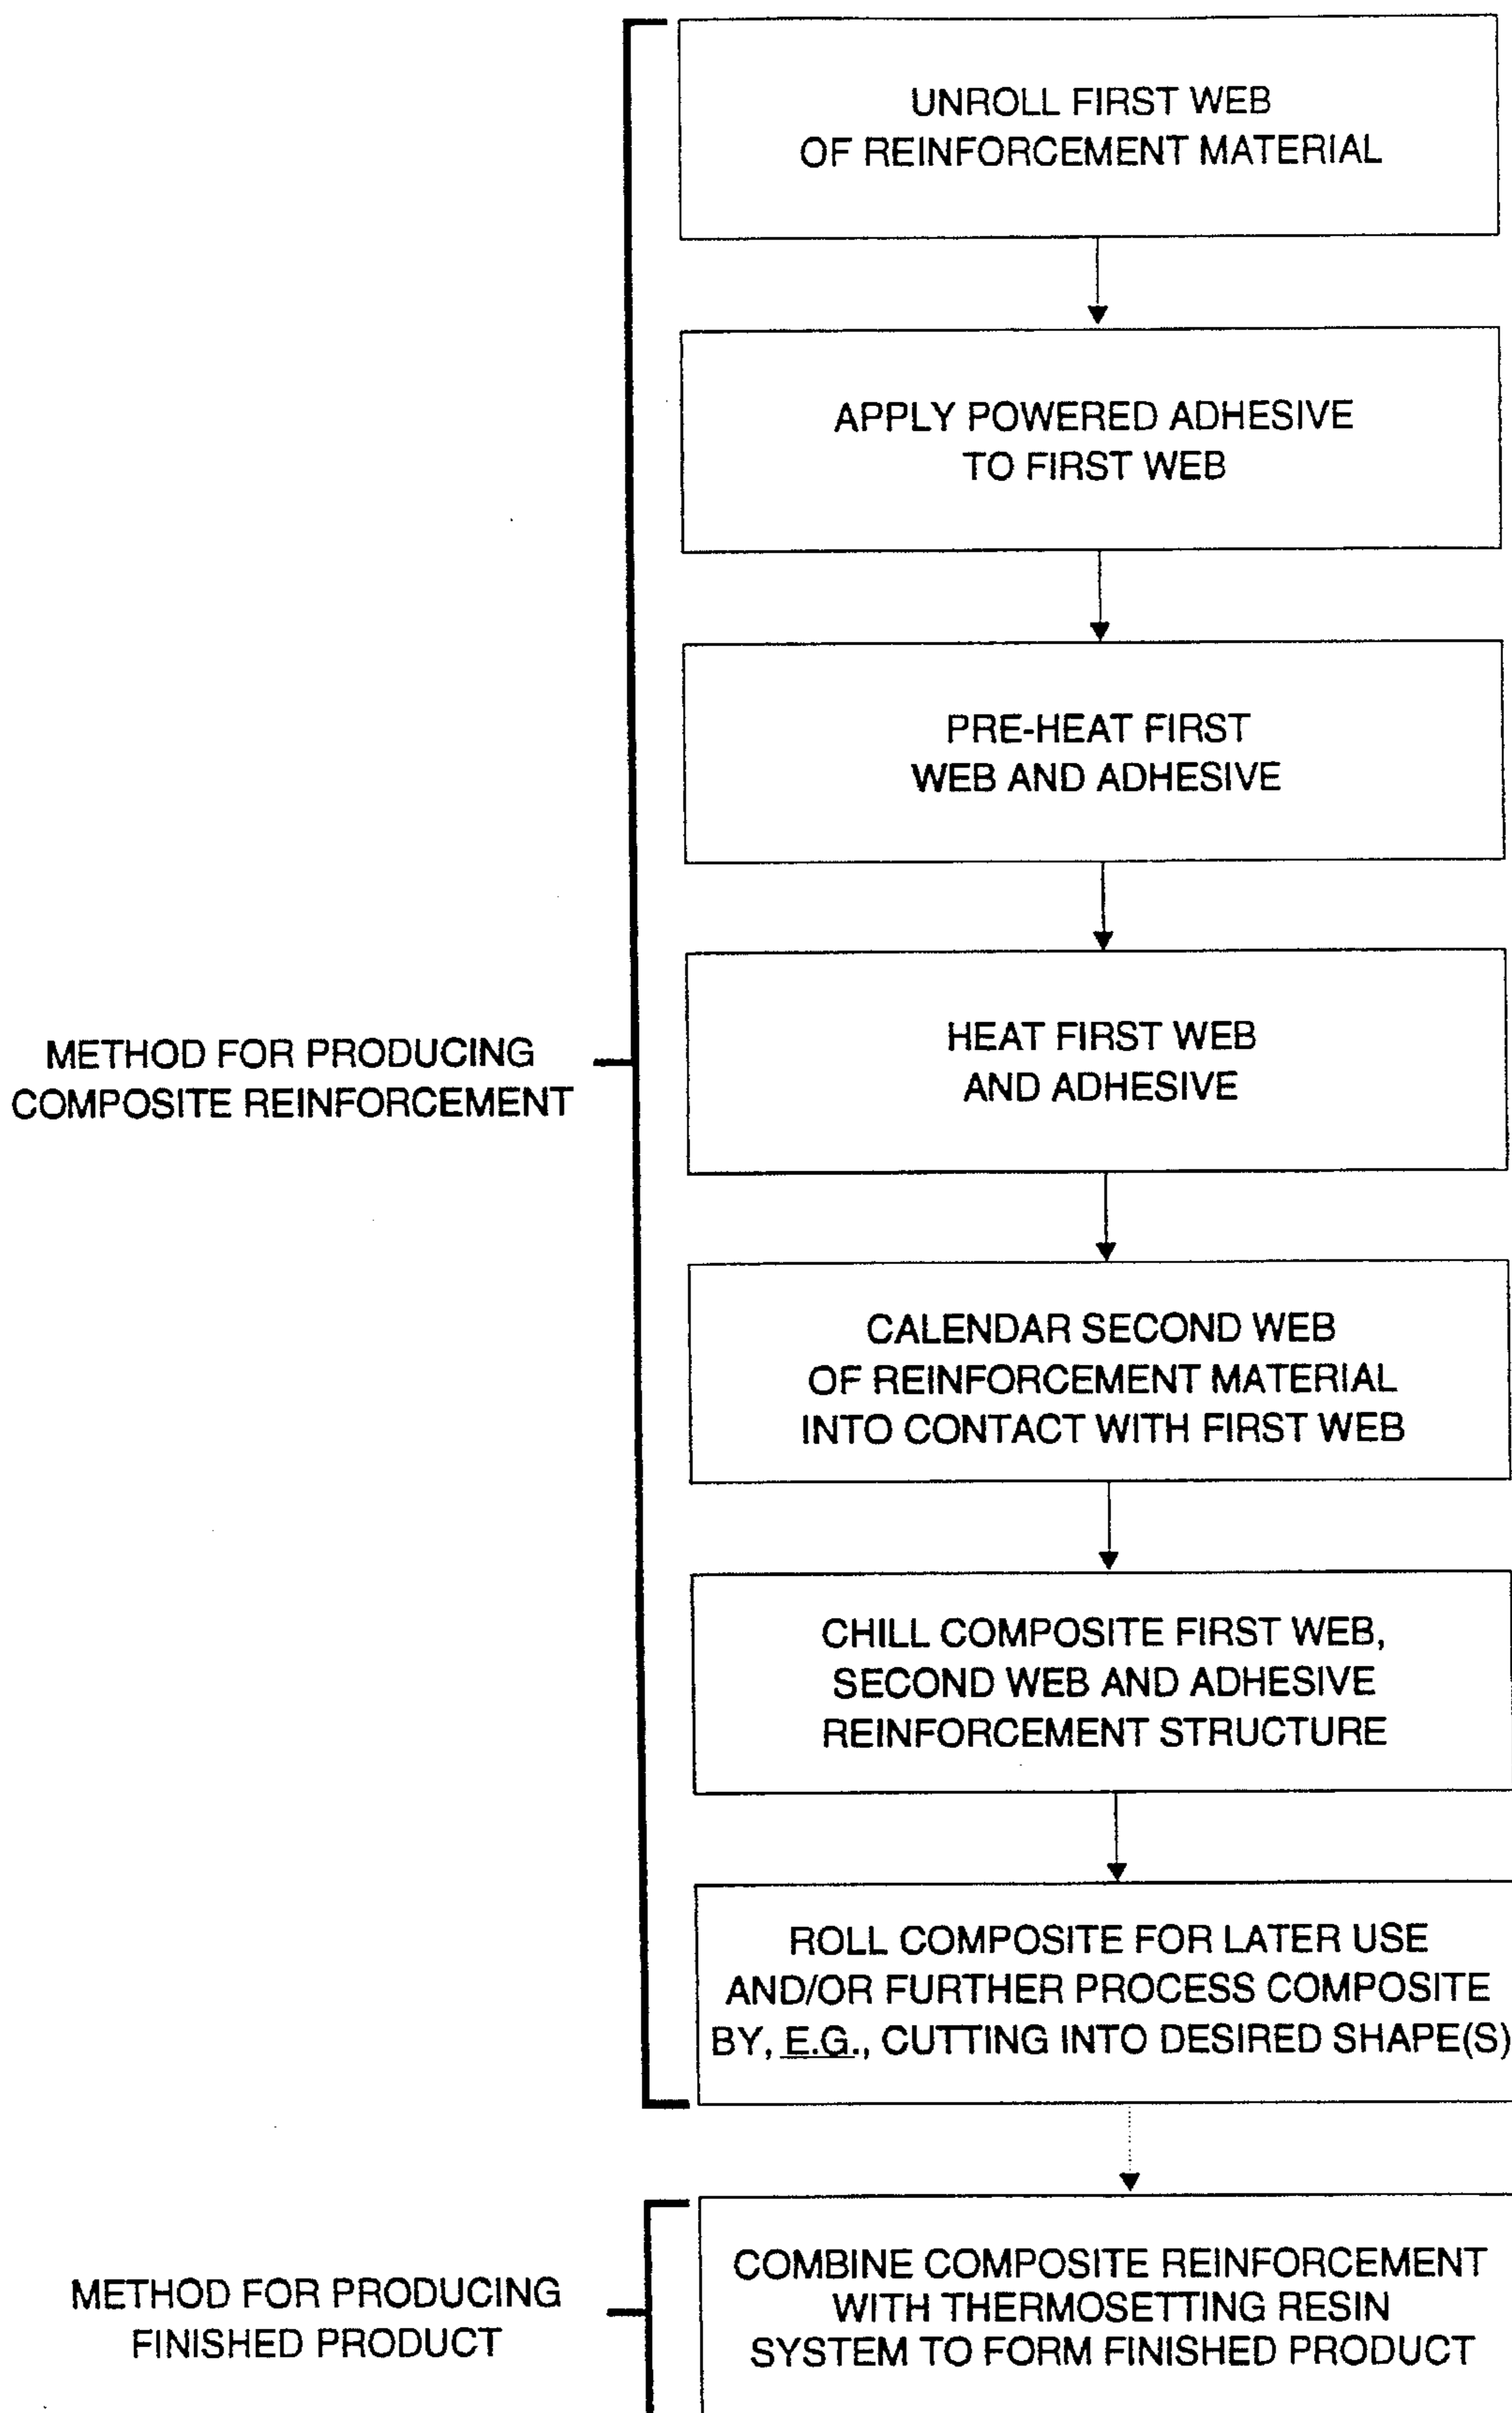 UNROLL FIRST WEB
OF REINFORCEMENT MATERIAL
APPLY POWERED ADHESIVE
TO FIRST WEB
PRE-HEAT FIRST
WEB AND ADHESIVE
HEAT FIRST WEB
AND ADHESIVE
METHOD FOR PRODUCING
COMPOSITE REINFORCEMENT
CALENDAR SECOND WEB
OF REINFORCEMENT MATERIAL
INTO CONTACT WITH FIRST WEB
CHILL COMPOSITE FIRST WEB,
SECOND WEB AND ADHESIVE
REINFORCEMENT STRUCTURE
ROLL COMPOSITE FOR LATER USE
AND/OR FURTHER PROCESS COMPOSITE
BY, E.G., CUTTING INTO DESIRED SHAPE(S)
METHOD FOR PRODUCING
FINISHED PRODUCT
COMBINE COMPOSITE REINFORCEMENT
WITH THERMOSETTING RESIN
SYSTEM TO FORM FINISHED PRODUCT